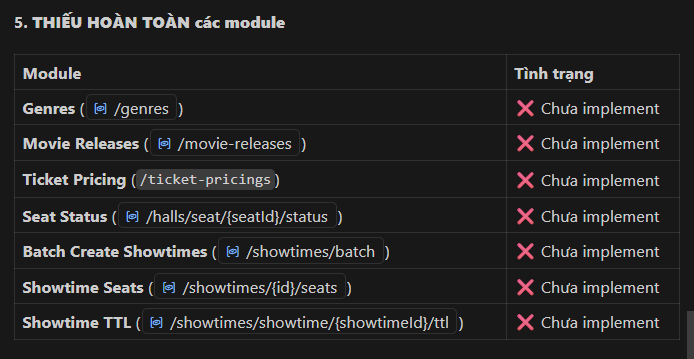 5. THIẾU HOÀN TOÀN các module
Module Tình trạng
Genres ( /genres ) ❌ Chưa implement
Movie Releases ( /movie-releases ) ❌ Chưa implement
Ticket Pricing (/ticket-pricings) ❌ Chưa implement
Seat Status ( /halls/seat/{seatId}/status ) ❌ Chưa implement
Batch Create Showtimes ( /showtimes/batch ) ❌ Chưa implement
Showtime Seats ( /showtimes/{id}/seats ) ❌ Chưa implement
Showtime TTL ( /showtimes/showtime/{showtimeId}/ttl ) ❌ Chưa implement